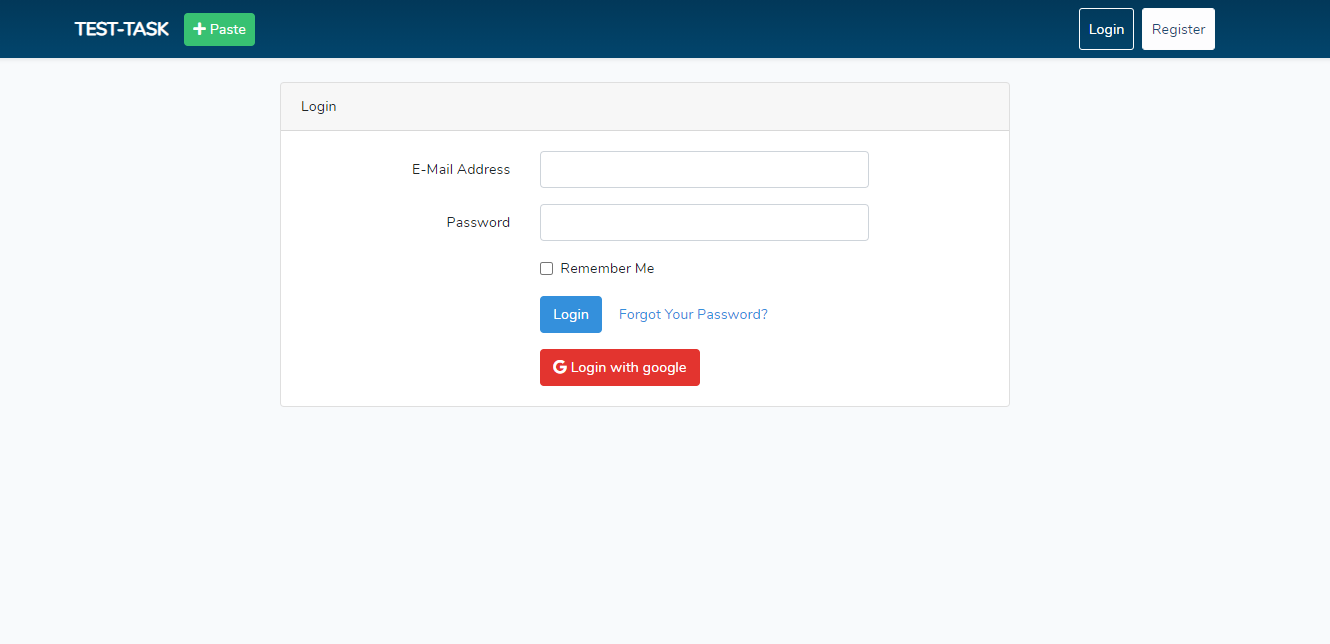 TEST-TASK
Paste
Login
Register
Login
E-Mail Address
Password
Remember Me
Login
Forgot Your Password?
Login with google